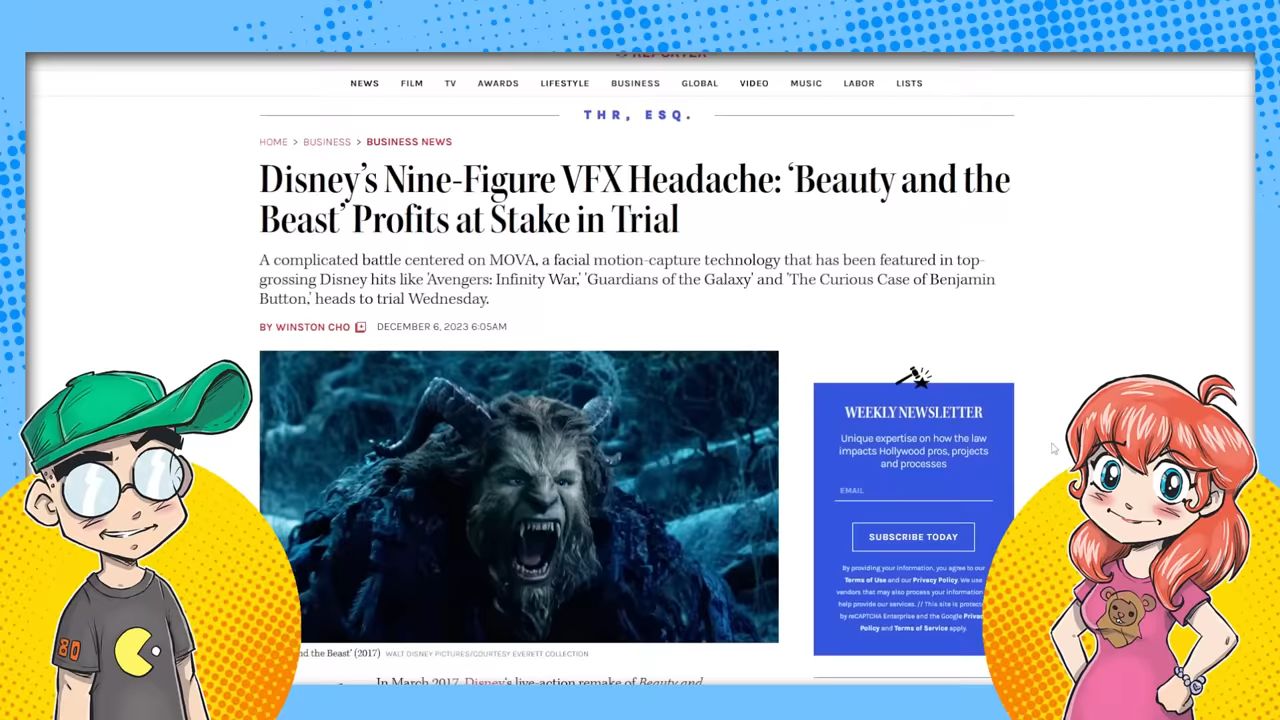 NEWS FILM TV AWARDS LIFESTYLE BUSINESS GLOBAL VIDEO MUSIC LABOR LISTS
THR, ESQ.
HOME > BUSINESS > BUSINESS NEWS
Disney's Nine-Figure VFX Headache: 'Beauty and the
Beast' Profits at Stake in Trial
A complicated battle centered on MOVA, a facial motion-capture technology that has been featured in top-
grossing Disney hits like 'Avengers: Infinity War,' 'Guardians of the Galaxy' and 'The Curious Case of Benjamin
Button,' heads to trial Wednesday.
BY WINSTON CHO DECEMBER 6, 2023 6:05AM
WEEKLY NEWSLETTER
Unique expertise on how the law
impacts Hollywood pros, projects
and processes
EMAIL
SUBSCRIBE TODAY
By providing your information, you agree to our
Terms of Use and our Privacy Policy. We use
vendors that may also process your information
help provide our services. // This site is protec
by reCAPTCHA Enterprise and the Google Privac
Policy and Terms of Service apply.
nd the Beast' (2017) WALT DISNEY PICTURES/COURTESY EVERETT COLLECTION
In March 2017, Disney's live-action remake of Beauty and
80